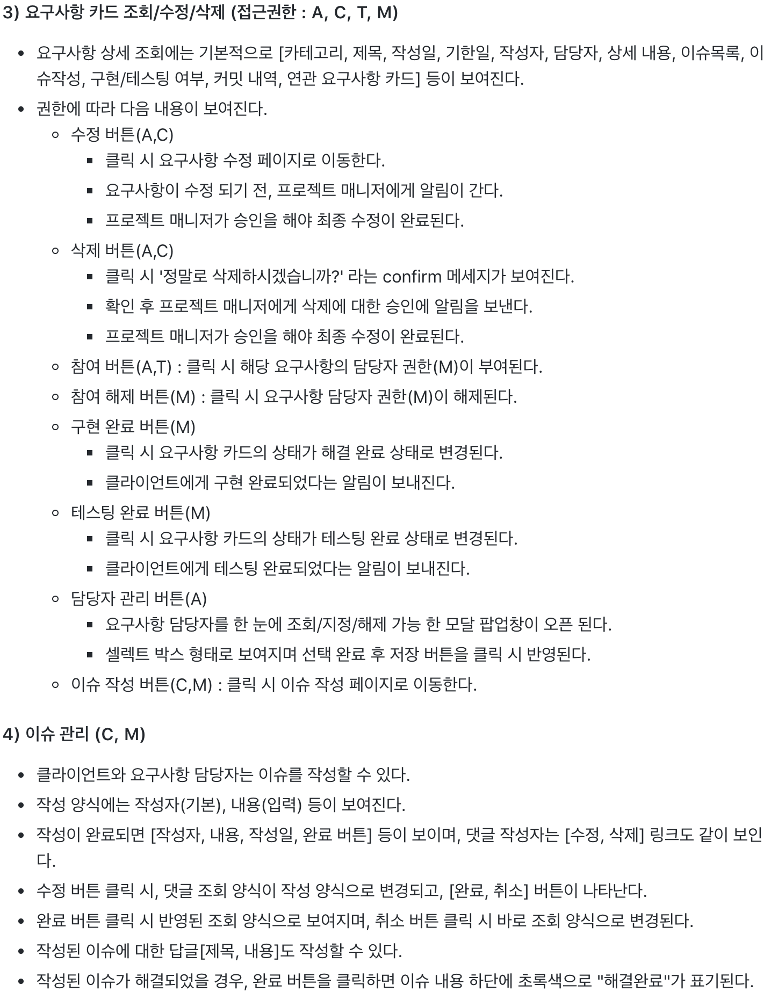 3) 요구사항 카드 조회/수정/삭제 (접근권한 : A, C, T, M)
요구사항 상세 조회에는 기본적으로 [카테고리, 제목, 작성일, 기한일, 작성자, 담당자, 상세 내용, 이슈목록, 이
슈작성, 구현/테스팅 여부, 커밋 내역, 연관 요구사항 카드] 등이 보여진다.
권한에 따라 다음 내용이 보여진다.
수정 버튼(A,C)
클릭 시 요구사항 수정 페이지로 이동한다.
요구사항이 수정 되기 전, 프로젝트 매니저에게 알림이 간다.
프로젝트 매니저가 승인을 해야 최종 수정이 완료된다.
삭제 버튼(A,C)
클릭 시 '정말로 삭제하시겠습니까?' 라는 confirm 메세지가 보여진다.
확인 후 프로젝트 매니저에게 삭제에 대한 승인에 알림을 보낸다.
프로젝트 매니저가 승인을 해야 최종 수정이 완료된다.
참여 버튼(A,T) : 클릭 시 해당 요구사항의 담당자 권한(M)이 부여된다.
참여 해제 버튼(M) : 클릭 시 요구사항 담당자 권한(M)이 해제된다.
구현 완료 버튼(M)
클릭 시 요구사항 카드의 상태가 해결 완료 상태로 변경된다.
클라이언트에게 구현 완료되었다는 알림이 보내진다.
테스팅 완료 버튼(M)
클릭 시 요구사항 카드의 상태가 테스팅 완료 상태로 변경된다.
클라이언트에게 테스팅 완료되었다는 알림이 보내진다.
담당자 관리 버튼(A)
요구사항 담당자를 한 눈에 조회/지정/해제 가능 한 모달 팝업창이 오픈 된다.
셀렉트 박스 형태로 보여지며 선택 완료 후 저장 버튼을 클릭 시 반영된다.
이슈 작성 버튼(C,M) : 클릭 시 이슈 작성 페이지로 이동한다.
4) 이슈 관리 (C, M)
클라이언트와 요구사항 담당자는 이슈를 작성할 수 있다.
작성 양식에는 작성자(기본), 내용(입력) 등이 보여진다.
작성이 완료되면 [작성자, 내용, 작성일, 완료 버튼] 등이 보이며, 댓글 작성자는 [수정, 삭제] 링크도 같이 보인
다.
수정 버튼 클릭 시, 댓글 조회 양식이 작성 양식으로 변경되고, [완료, 취소] 버튼이 나타난다.
완료 버튼 클릭 시 반영된 조회 양식으로 보여지며, 취소 버튼 클릭 시 바로 조회 양식으로 변경된다.
작성된 이슈에 대한 답글[제목, 내용]도 작성할 수 있다.
작성된 이슈가 해결되었을 경우, 완료 버튼을 클릭하면 이슈 내용 하단에 초록색으로 "해결완료"가 표기된다.